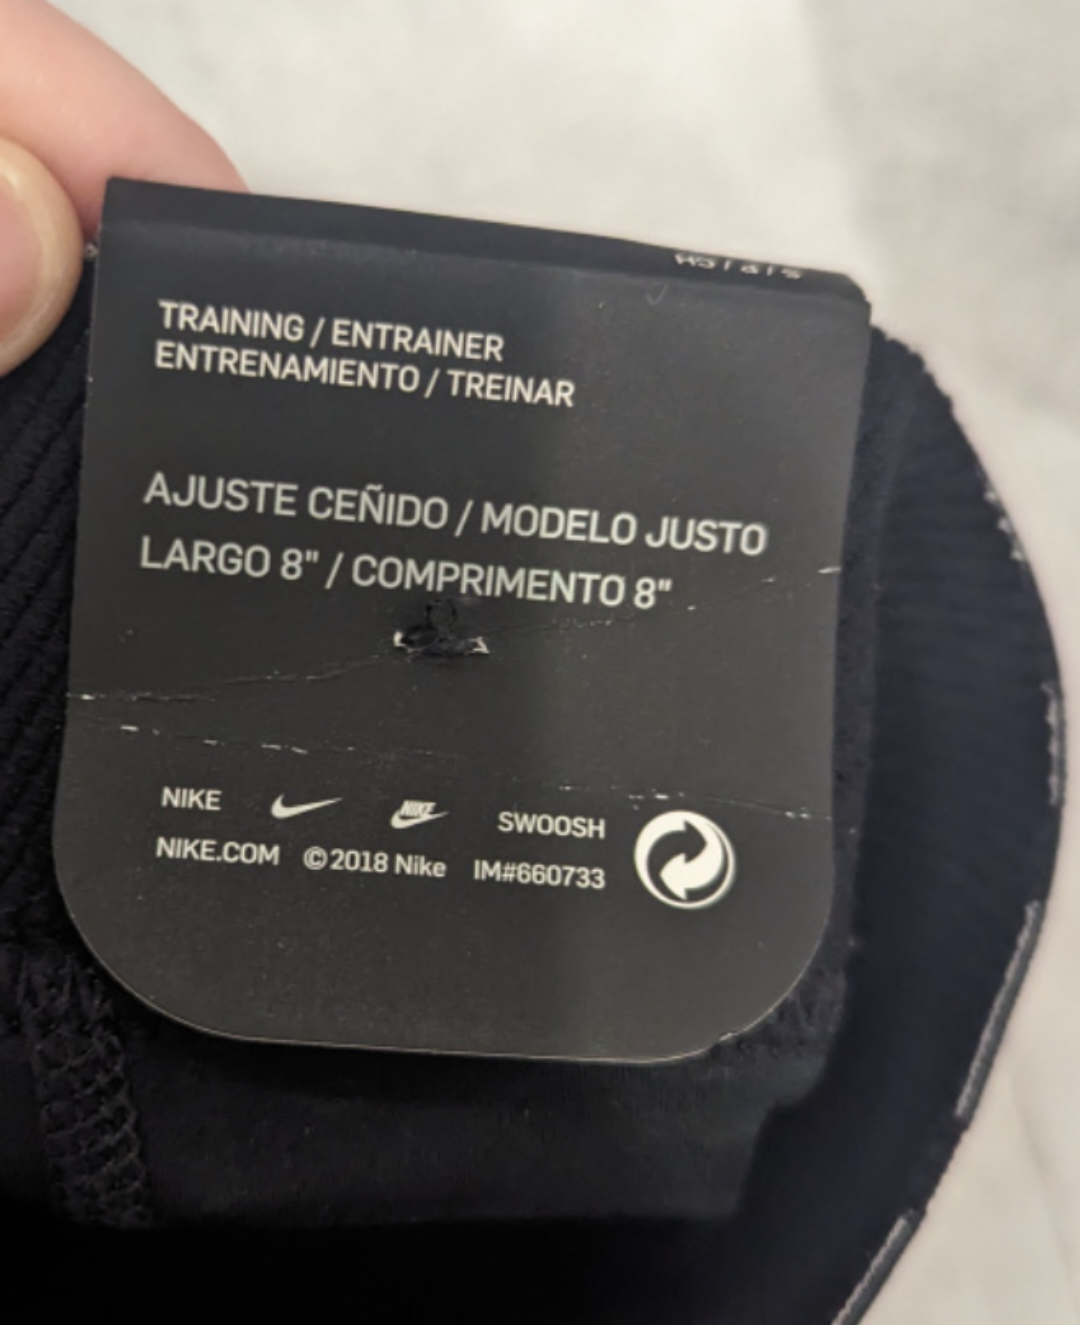 TRAINING / ENTRAINER
ENTRENAMIENTO / TREINAR
AJUSTE CEÑIDO / MODELO JUSTO
LARGO 8" / COMPRIMENTO 8"
NIKE NIKE SWOOSH
NIKE.COM ©2018 Nike IM#660733